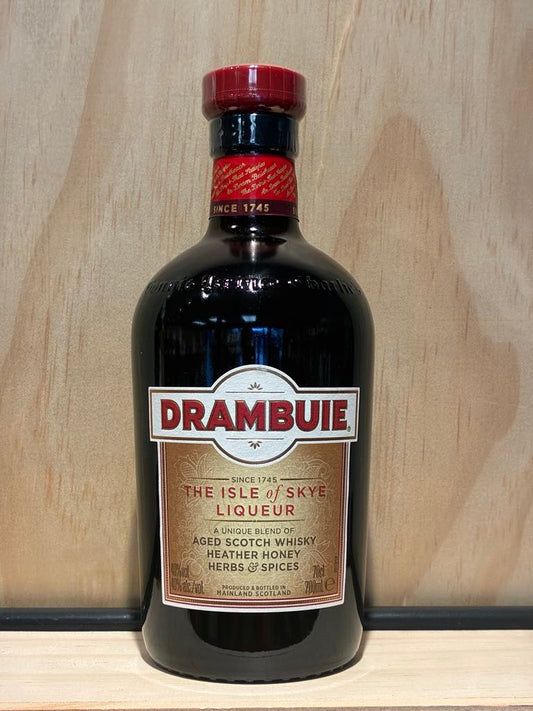 SINCE 1745
DRAMBUIE
SINCE 1745
THE ISLE of SKYE
LIQUEUR
A UNIQUE BLEND OF
AGED SCOTCH WHISKY
HEATHER HONEY
HERBS & SPICES
70cl
700ml e
PRODUCED & BOTTLED IN
MAINLAND SCOTLAND